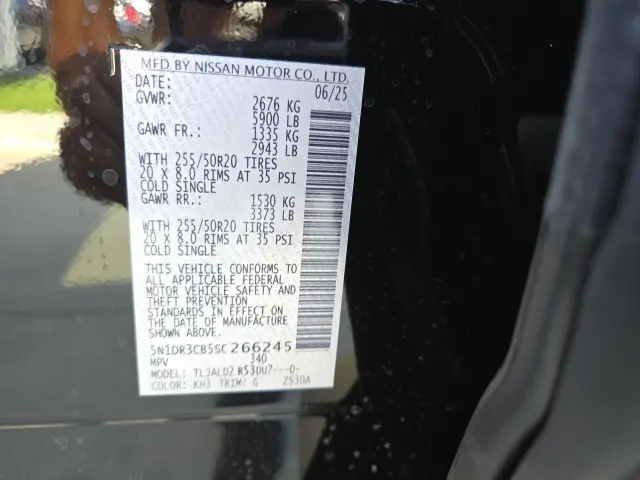 MFD BY NISSAN MOTOR CO., LTD.
DATE: 06/25
GVWR: 2676 KG
5900 LB
GAWR FR.: 1335 KG
2943 LB
WITH 255/50R20 TIRES
20 X 8.0 RIMS AT 35 PSI
COLD SINGLE
GAWR RR.: 1530 KG
3373 LB
WITH 255/50R20 TIRES
20 X 8.0 RIMS AT 35 PSI
COLD SINGLE
THIS VEHICLE CONFORMS TO
ALL APPLICABLE FEDERAL
MOTOR VEHICLE SAFETY AND
THEFT PREVENTION
STANDARDS IN EFFECT ON
THE DATE OF MANUFACTURE
5N1DR3CB5SC266245
MPV 340
MODEL: TLJALD2 R53DU7---D-
COLOR: KH3 TRIM: G 2530A